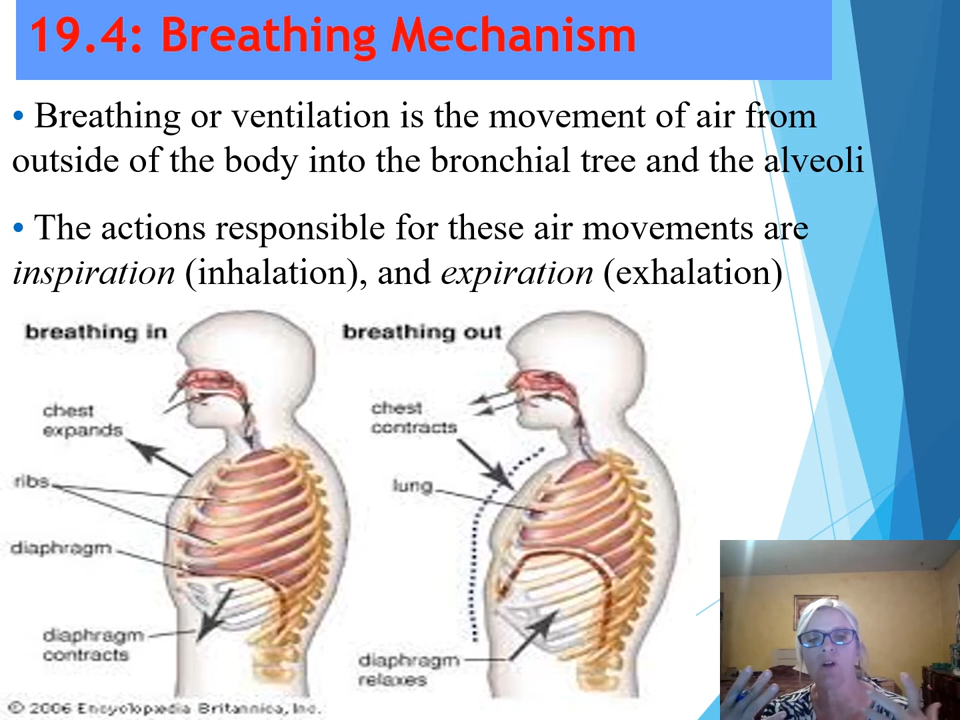 19.4: Breathing Mechanism
• Breathing or ventilation is the movement of air from
outside of the body into the bronchial tree and the alveoli
• The actions responsible for these air movements are
inspiration (inhalation), and expiration (exhalation)
breathing in
chest
expands
ribs
diaphragm
diaphragm
contracts
breathing out
chest
contracts
lung
diaphragm
relaxes
© 2006 Encyclopædia Britannica, Inc.